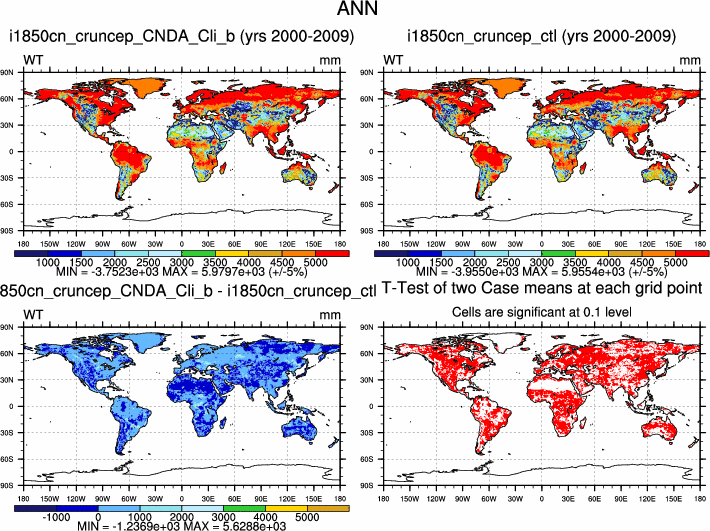 ANN
i1850cn_cruncep_CNDA_Cli_b (yrs 2000-2009)
i1850cn_cruncep_ctl (yrs 2000-2009)
WT mm
WT mm
90N
60N
30N
0
30S
60S
90S
180 150W 120W 90W 60W 30W 0 30E 60E 90E 120E 150E 180
1000 1500 2000 2500 3000 3500 4000 4500 5000
MIN = -3.7523e+03 MAX = 5.9797e+03 (+/-5%)
90N
60N
30N
0
30S
60S
90S
180 150W 120W 90W 60W 30W 0 30E 60E 90E 120E 150E 180
1000 1500 2000 2500 3000 3500 4000 4500 5000
MIN = -3.9550e+03 MAX = 5.9554e+03 (+/-5%)
850cn_cruncep_CNDA_Cli_b - i1850cn_cruncep_ctl
T-Test of two Case means at each grid point
WT mm
Cells are significant at 0.1 level
90N
60N
30N
0
30S
60S
90S
180 150W 120W 90W 60W 30W 0 30E 60E 90E 120E 150E 180
-1000 0 1000 2000 3000 4000 5000
MIN = -1.2369e+03 MAX = 5.6288e+03
90N
60N
30N
0
30S
60S
90S
180 150W 120W 90W 60W 30W 0 30E 60E 90E 120E 150E 180